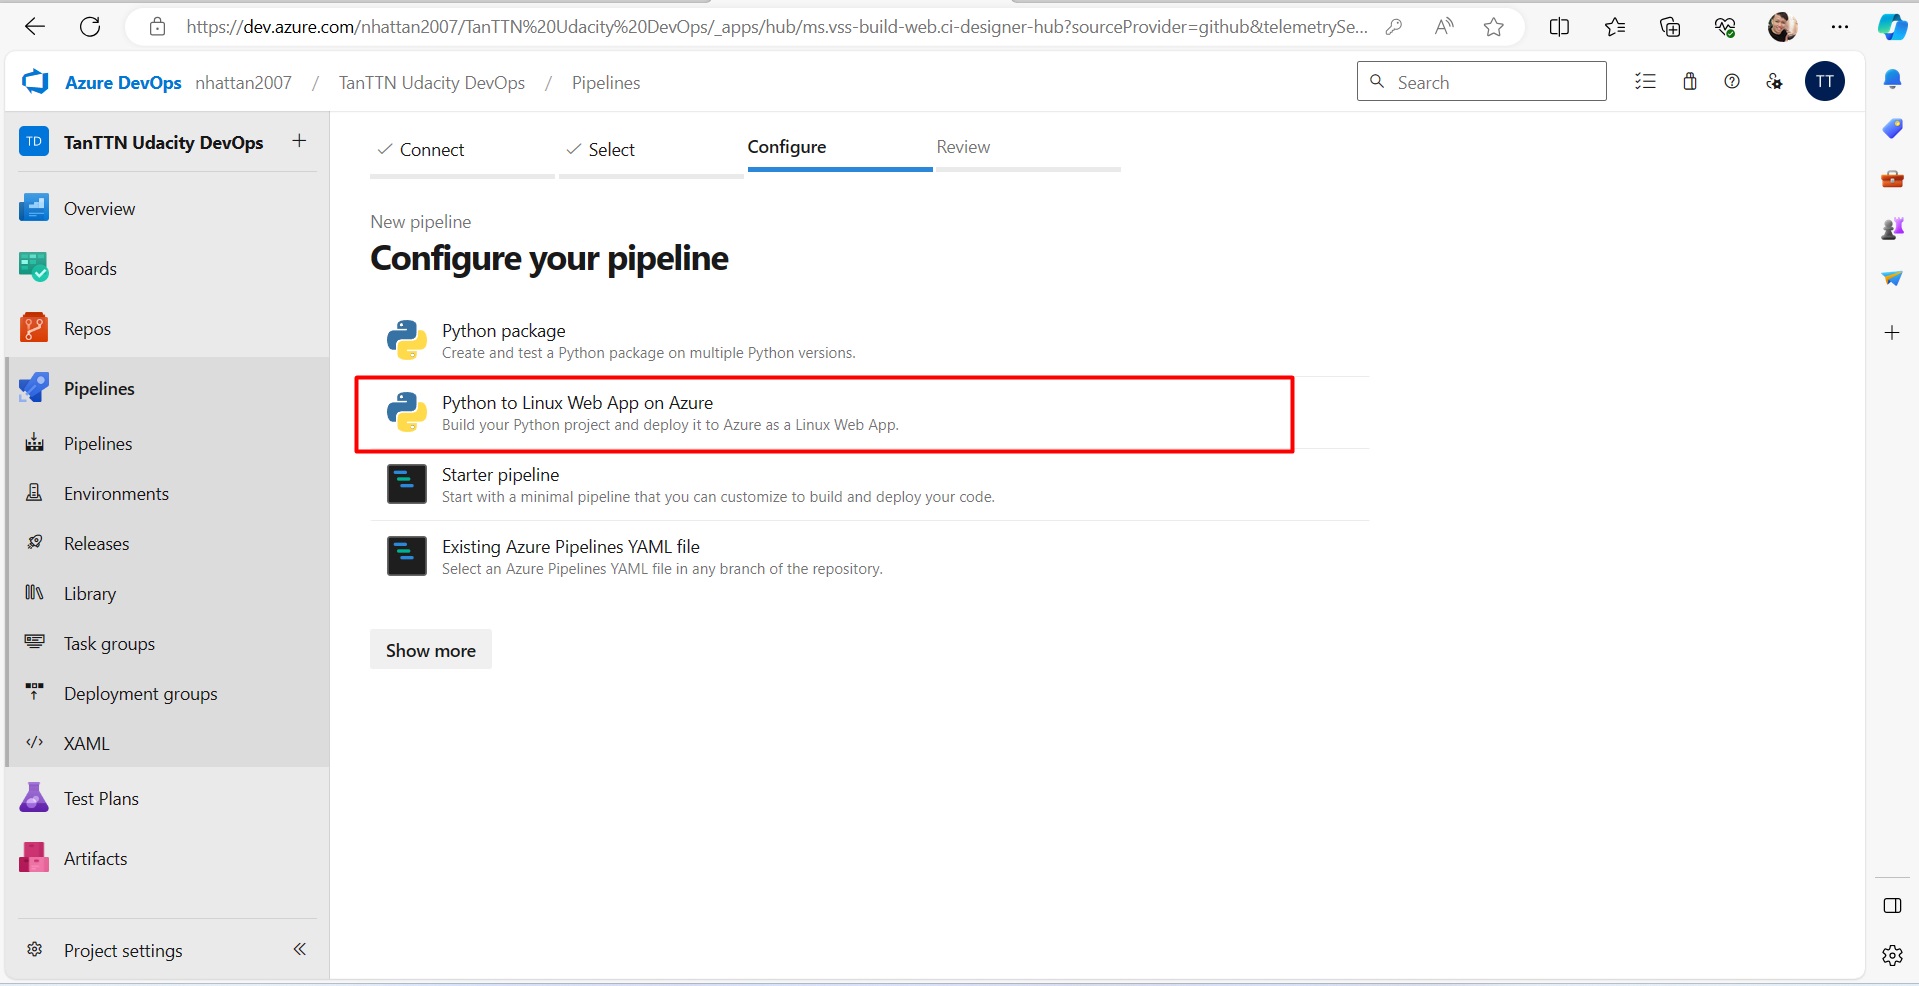 https://dev.azure.com/nhattan2007/TanTTN%20Udacity%20DevOps/_apps/hub/ms.vss-build-web.ci-designer-hub?sourceProvider=github&telemetrySe...
Azure DevOps nhattan2007 / TanTTN Udacity DevOps / Pipelines
Search
TT
TD TanTTN Udacity DevOps
Overview
Boards
Repos
Pipelines
Pipelines
Environments
Releases
Library
Task groups
Deployment groups
XAML
Test Plans
Artifacts
Project settings
Connect Select Configure Review
New pipeline
Configure your pipeline
Python package
Create and test a Python package on multiple Python versions.
Python to Linux Web App on Azure
Build your Python project and deploy it to Azure as a Linux Web App.
Starter pipeline
Start with a minimal pipeline that you can customize to build and deploy your code.
Existing Azure Pipelines YAML file
Select an Azure Pipelines YAML file in any branch of the repository.
Show more